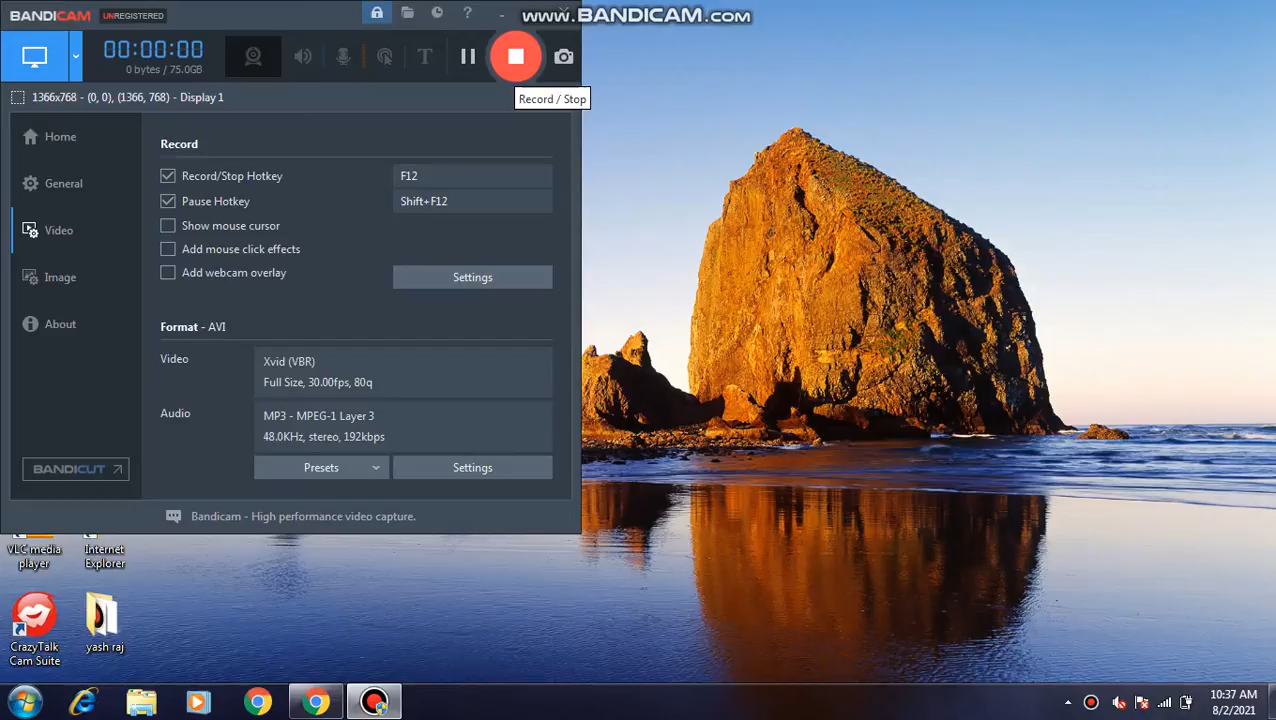 BANDICAM UNREGISTERED
www.BANDICAM.com
00:00:00
0 bytes / 75.0GB
1366x768 - (0, 0), (1366, 768) - Display 1
Record / Stop
Home
General
Video
Image
About
BANDICUT
Record
Record/Stop Hotkey F12
Pause Hotkey Shift+F12
Show mouse cursor
Add mouse click effects
Add webcam overlay
Settings
Format - AVI
Video Xvid (VBR)
Full Size, 30.00fps, 80q
Audio MP3 - MPEG-1 Layer 3
48.0KHz, stereo, 192kbps
Presets Settings
Bandicam - High performance video capture.
VLC media
player
Internet
Explorer
CrazyTalk
Cam Suite
yash raj
10:37 AM
8/2/2021